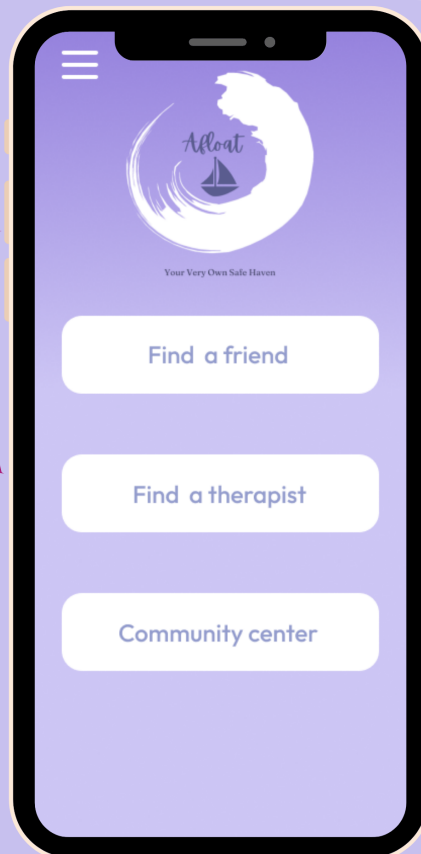 Afloat
Your Very Own Safe Haven
Find a friend
Find a therapist
Community center